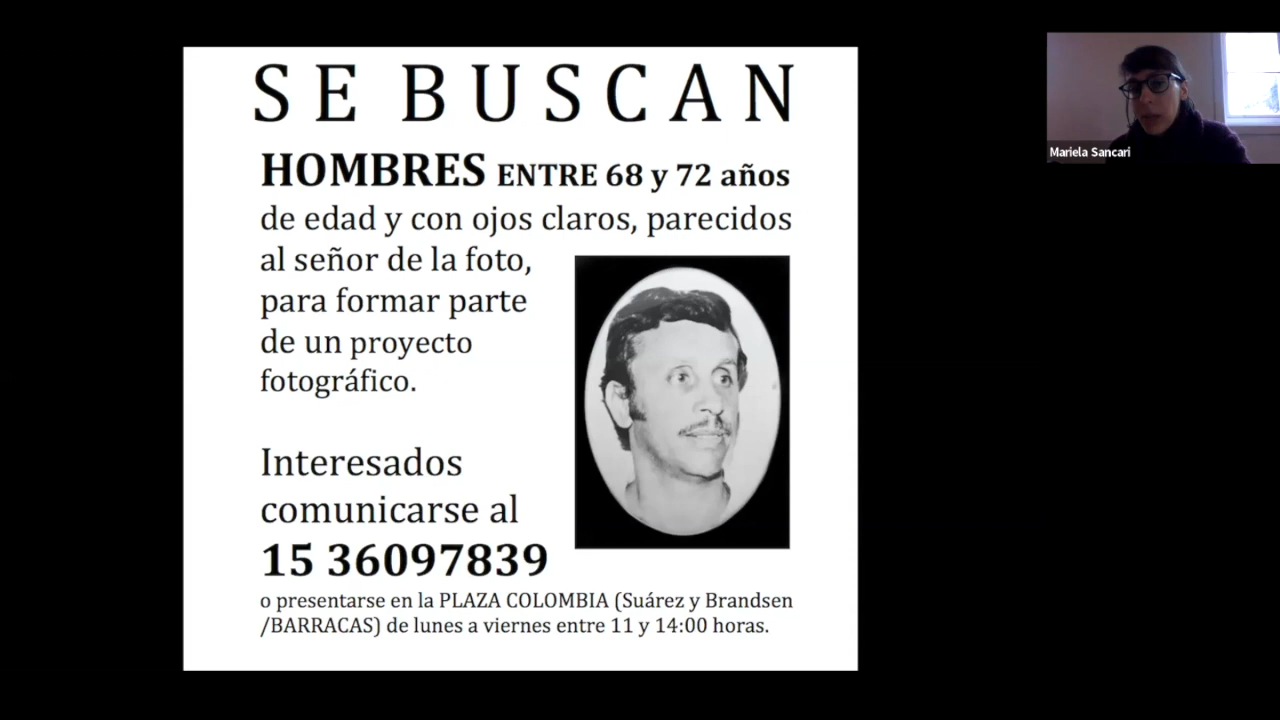 SE BUSCAN
HOMBRES ENTRE 68 y 72 años
de edad y con ojos claros, parecidos
al señor de la foto,
para formar parte
de un proyecto
fotográfico.
Interesados
comunicarse al
15 36097839
o presentarse en la PLAZA COLOMBIA (Suárez y Brandsen
/BARRACAS) de lunes a viernes entre 11 y 14:00 horas.
Mariela Sancari